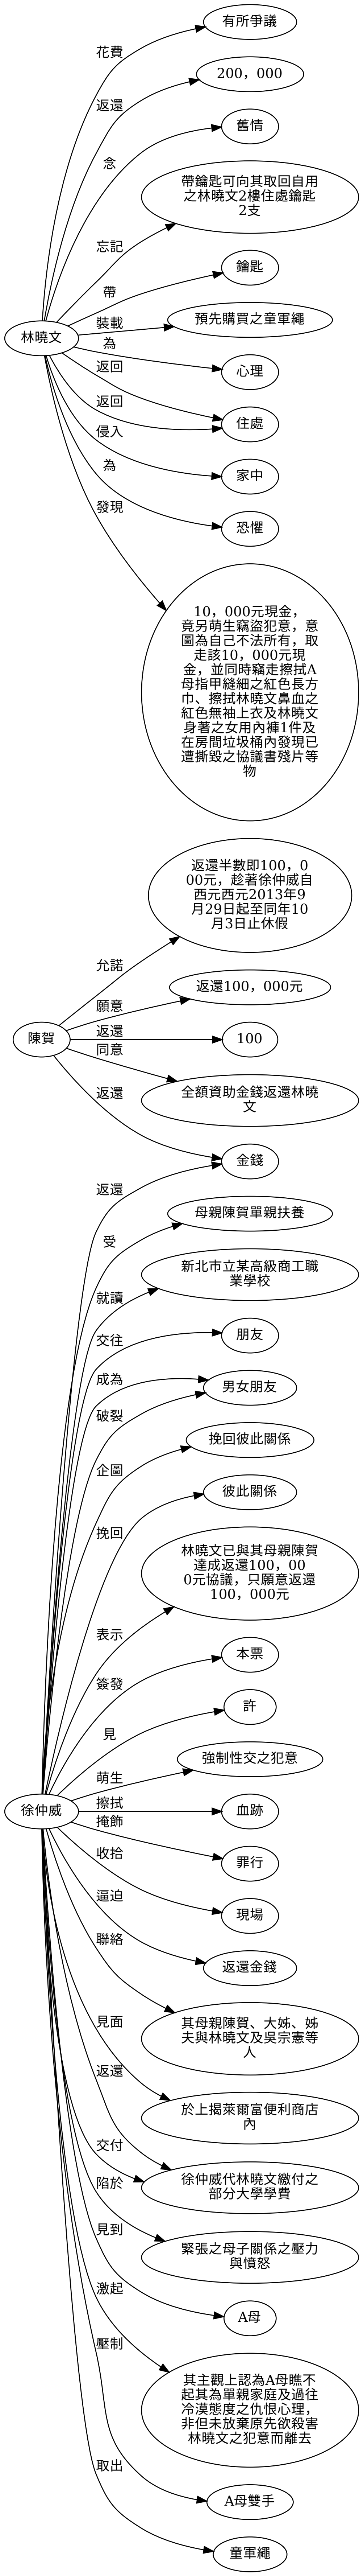 有所爭議
花費
200，000
返還
舊情
念
帶鑰匙可向其取回自用
之林曉文2樓住處鑰匙
2支
忘記
鑰匙
帶
預先購買之童軍繩
裝載
林曉文
為
心理
返回
住處
返回
侵入
家中
為
恐懼
發現
10，000元現金，
竟另萌生竊盜犯意，意
圖為自己不法所有，取
走該10，000元現
金，並同時竊走擦拭A
母指甲縫細之紅色長方
巾、擦拭林曉文鼻血之
紅色無袖上衣及林曉文
身著之女用內褲1件及
在房間垃圾桶內發現已
遭撕毀之協議書殘片等
物
返還半數即100，0
00元，趁著徐仲威自
西元西元2013年9
月29日起至同年10
月3日止休假
允諾
返還100，000元
願意
返還
陳賀
100
同意
全額資助金錢返還林曉
文
返還
金錢
返還
母親陳賀單親扶養
受
新北市立某高級商工職
業學校
就讀
朋友
交往
成為
男女朋友
破裂
挽回彼此關係
企圖
彼此關係
挽回
林曉文已與其母親陳賀
達成返還100，00
0元協議，只願意返還
100，000元
表示
本票
簽發
許
見
強制性交之犯意
萌生
擦拭
徐仲威
血跡
掩飾
罪行
收拾
現場
逼迫
返還金錢
聯絡
其母親陳賀、大姊、姊
夫與林曉文及吳宗憲等
人
見面
於上揭萊爾富便利商店
內
返還
徐仲威代林曉文繳付之
部分大學學費
交付
陷於
緊張之母子關係之壓力
與憤怒
見到
A母
激起
其主觀上認為A母瞧不
起其為單親家庭及過往
冷漠態度之仇恨心理，
非但未放棄原先欲殺害
林曉文之犯意而離去
壓制
A母雙手
取出
童軍繩